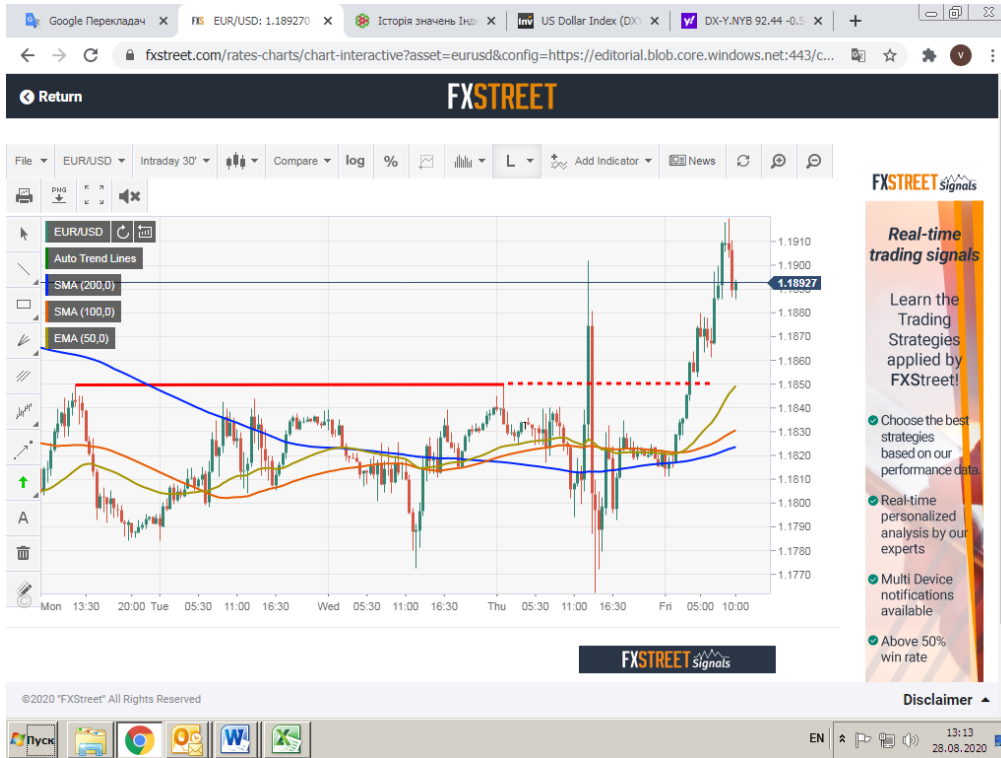 Google Перекладач
FXS EUR/USD: 1.189270
Історія значень Інде
Inv US Dollar Index (DXY
y! DX-Y.NYB 92.44 -0.5
fxstreet.com/rates-charts/chart-interactive?asset=eurusd&config=https://editorial.blob.core.windows.net:443/c...
V
Return
FXSTREET
File EUR/USD Intraday 30' Compare log % L Add Indicator News
PNG
EUR/USD
Auto Trend Lines
SMA (200,0)
SMA (100,0)
EMA (50,0)
A
1.1910
1.1900
1.18927
1.1880
1.1870
1.1860
1.1850
1.1840
1.1830
1.1820
1.1810
1.1800
1.1790
1.1780
1.1770
Mon 13:30 20:00 Tue 05:30 11:00 16:30 Wed 05:30 11:00 16:30 Thu 05:30 11:00 16:30 Fri 05:00 10:00
FXSTREET Signals
Real-time
trading signals
Learn the
Trading
Strategies
applied by
FXStreet!
Choose the best
strategies
based on our
performance data.
Real-time
personalized
analysis by our
experts
Multi Device
notifications
available
Above 50%
win rate
FXSTREET Signals
©2020 "FXStreet" All Rights Reserved
Disclaimer
Пуск
EN
13:13
28.08.2020